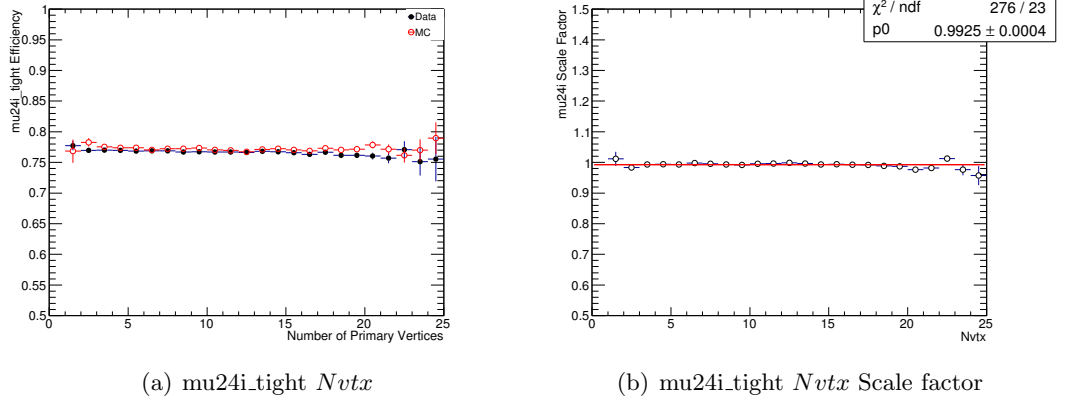 mu24i_tight Efficiency
1
0.95
0.9
0.85
0.8
0.75
0.7
0.65
0.6
0.55
0.5
Data
MC
0 5 10 15 20 25
Number of Primary Vertices
(a) mu24i_tight Nvtx
mu24i Scale Factor
1.5
1.4
1.3
1.2
1.1
1
0.9
0.8
0.7
0.6
0.5
χ² / ndf 276 / 23
p0 0.9925 ± 0.0004
0 5 10 15 20 25
Nvtx
(b) mu24i_tight Nvtx Scale factor